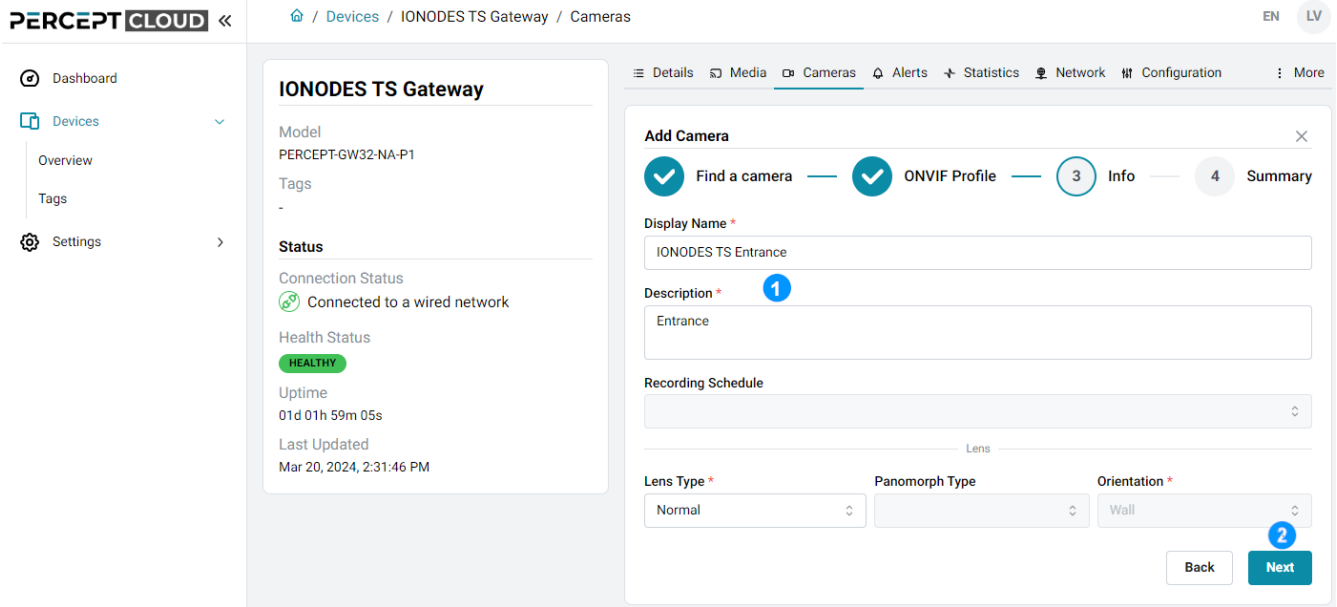 PERCEPT CLOUD «
/ Devices / IONODES TS Gateway / Cameras
EN LV
Dashboard
Devices
Overview
Tags
Settings
IONODES TS Gateway
Model
PERCEPT-GW32-NA-P1
Tags
-
Status
Connection Status
Connected to a wired network
Health Status
HEALTHY
Uptime
01d 01h 59m 05s
Last Updated
Mar 20, 2024, 2:31:46 PM
Details Media Cameras Alerts Statistics Network Configuration More
Add Camera
Find a camera ONVIF Profile 3 Info 4 Summary
Display Name *
IONODES TS Entrance
1
Description *
Entrance
Recording Schedule
Lens
Lens Type * Panomorph Type Orientation *
Normal Wall
2
Back Next